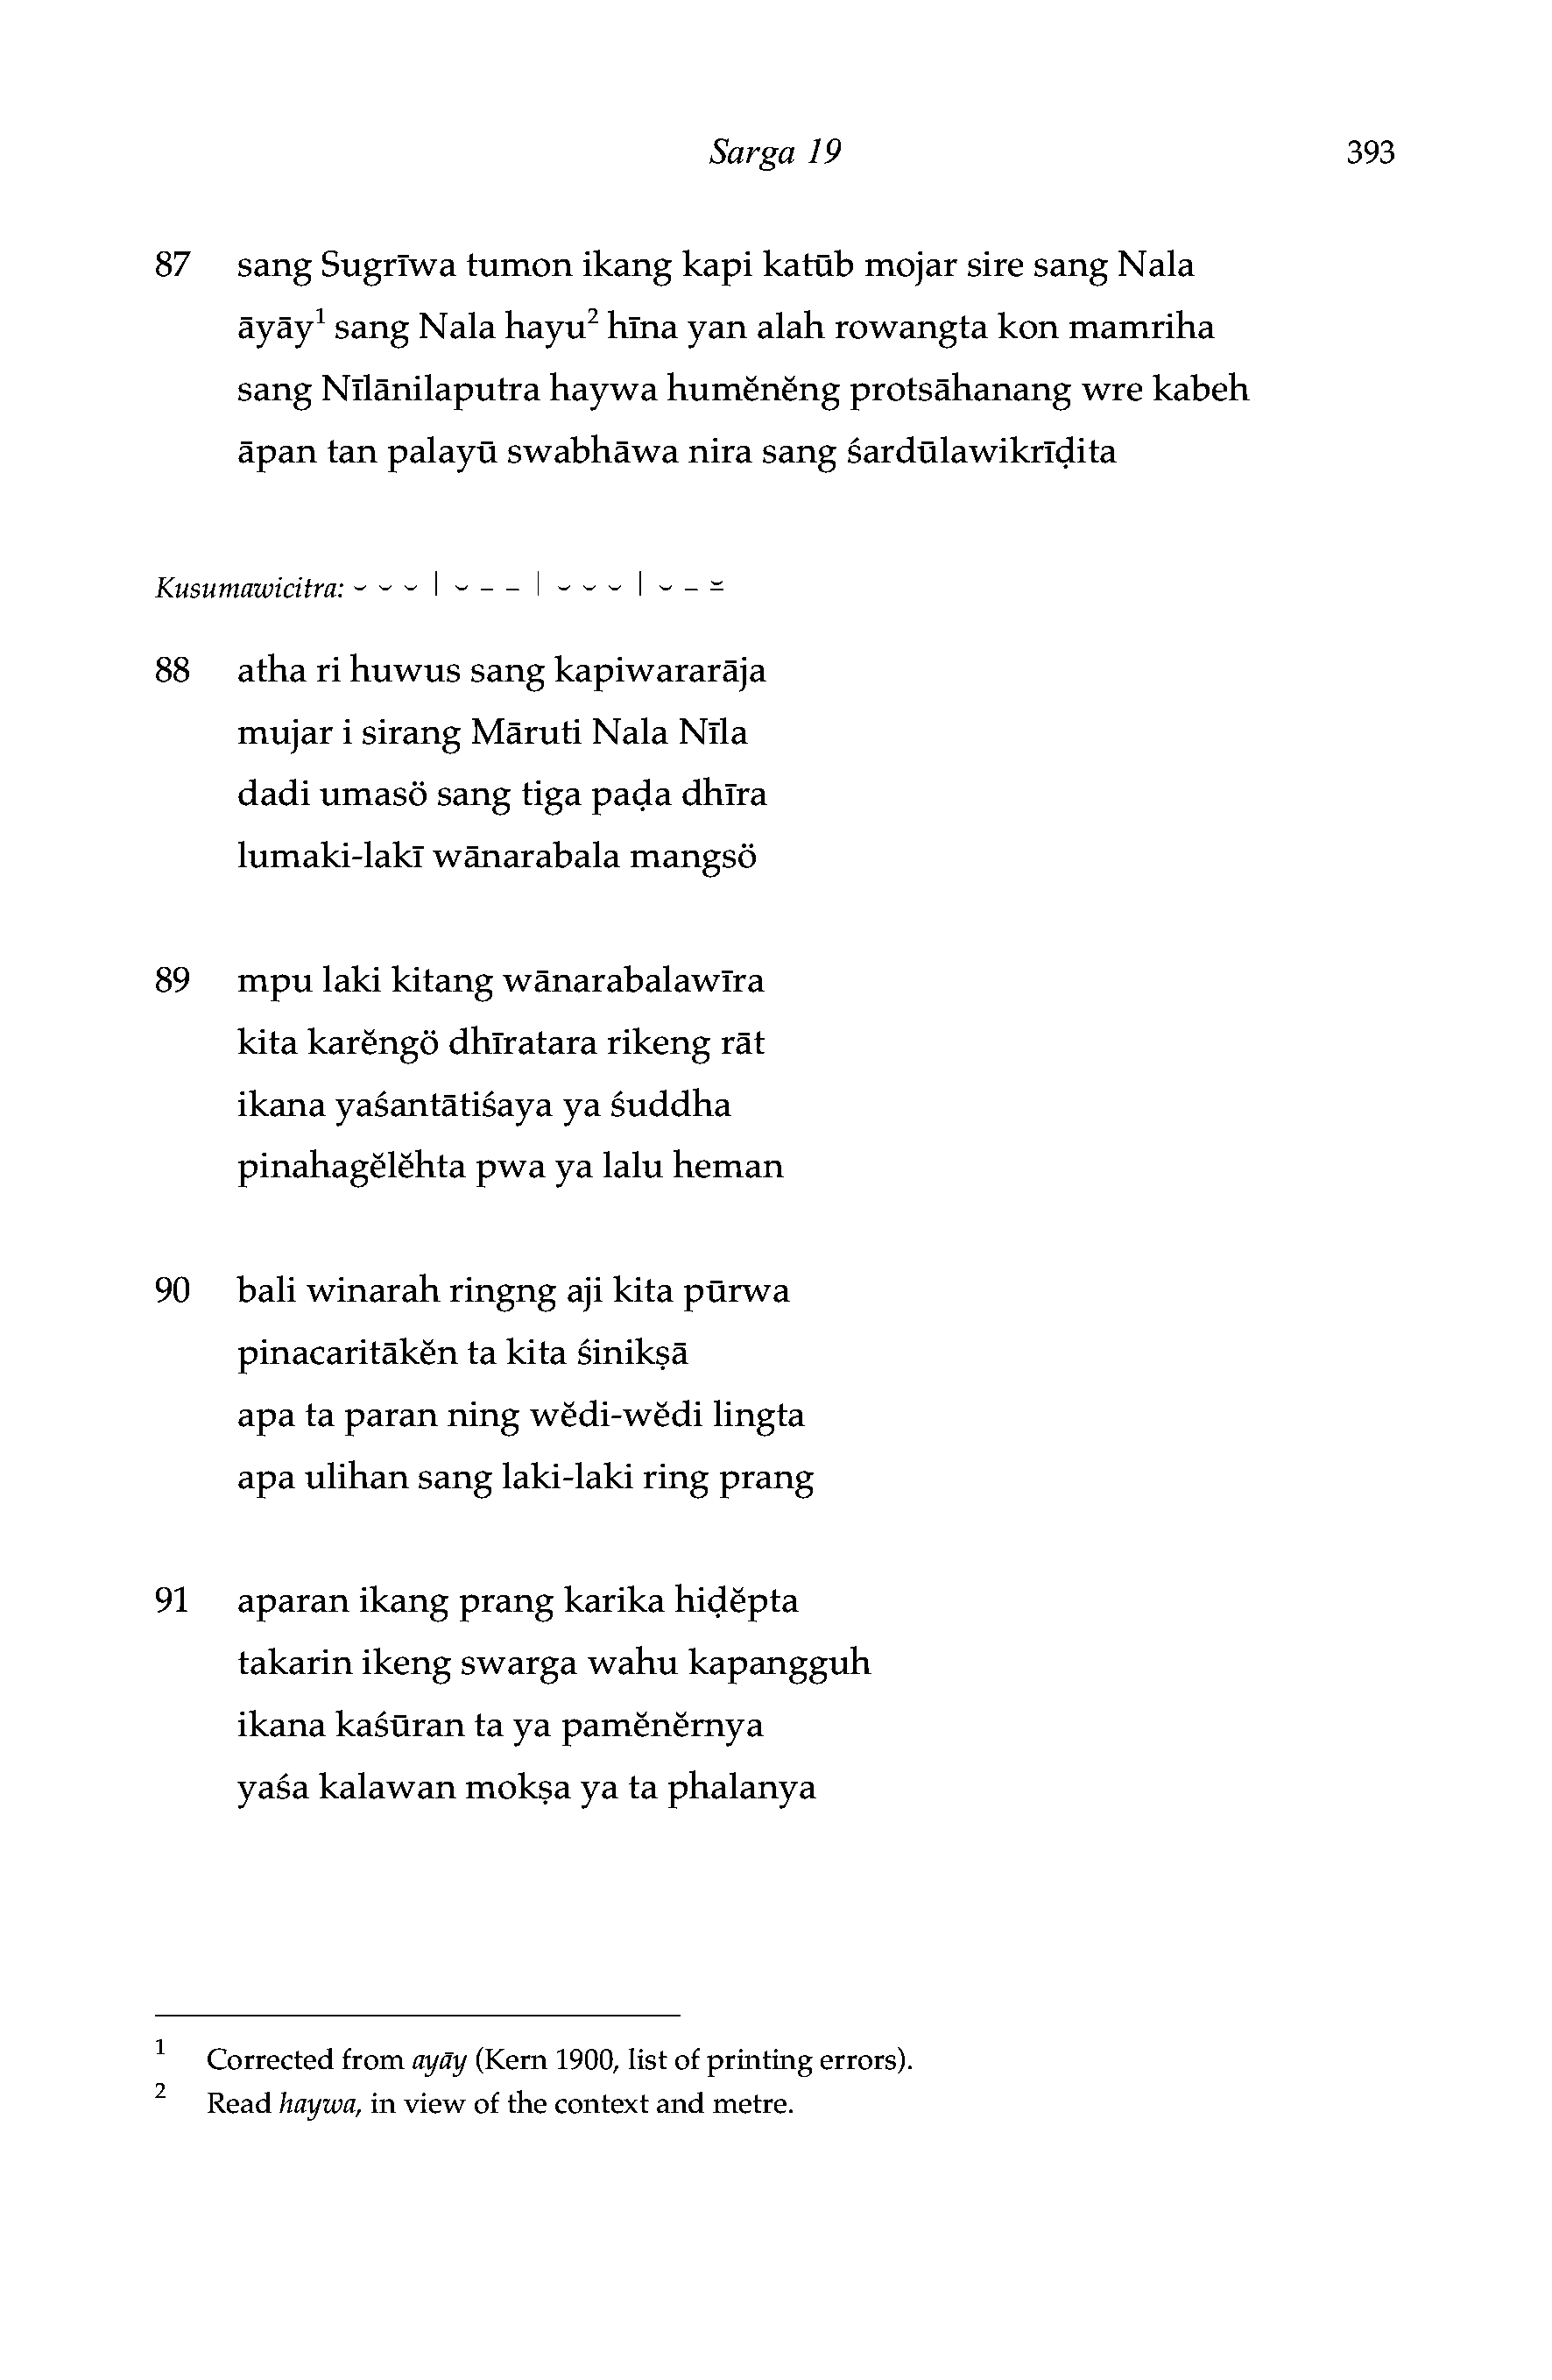 Sarga 19 393
87 sang Sugrīwa tumon ikang kapi katūb mojar sire sang Nala
āyāy¹ sang Nala hayu² hīna yan alah rowangta kon mamriha
sang Nīlānilaputra haywa humĕnĕng protsāhanang wre kabeh
āpan tan palayū swabhāwa nira sang śardūlawikrīḍita
Kusumawicitra: ⏑ ⏑ ⏑ | ⏑ – – | ⏑ ⏑ ⏑ | ⏑ – ⏓
88 atha ri huwus sang kapiwararāja
mujar i sirang Māruti Nala Nīla
dadi umasö sang tiga paḍa dhīra
lumaki-lakī wānarabala mangsö
89 mpu laki kitang wānarabalawīra
kita karĕngö dhīratara rikeng rāt
ikana yaśantātiśaya ya śuddha
pinahagĕlĕhta pwa ya lalu heman
90 bali winarah ringng aji kita pūrwa
pinacaritākĕn ta kita śinikṣā
apa ta paran ning wĕdi-wĕdi lingta
apa ulihan sang laki-laki ring prang
91 aparan ikang prang karika hiḍĕpta
takarin ikeng swarga wahu kapangguh
ikana kaśūran ta ya pamĕnĕrnya
yaśa kalawan mokṣa ya ta phalanya
1 Corrected from ayāy (Kern 1900, list of printing errors).
2 Read haywa, in view of the context and metre.